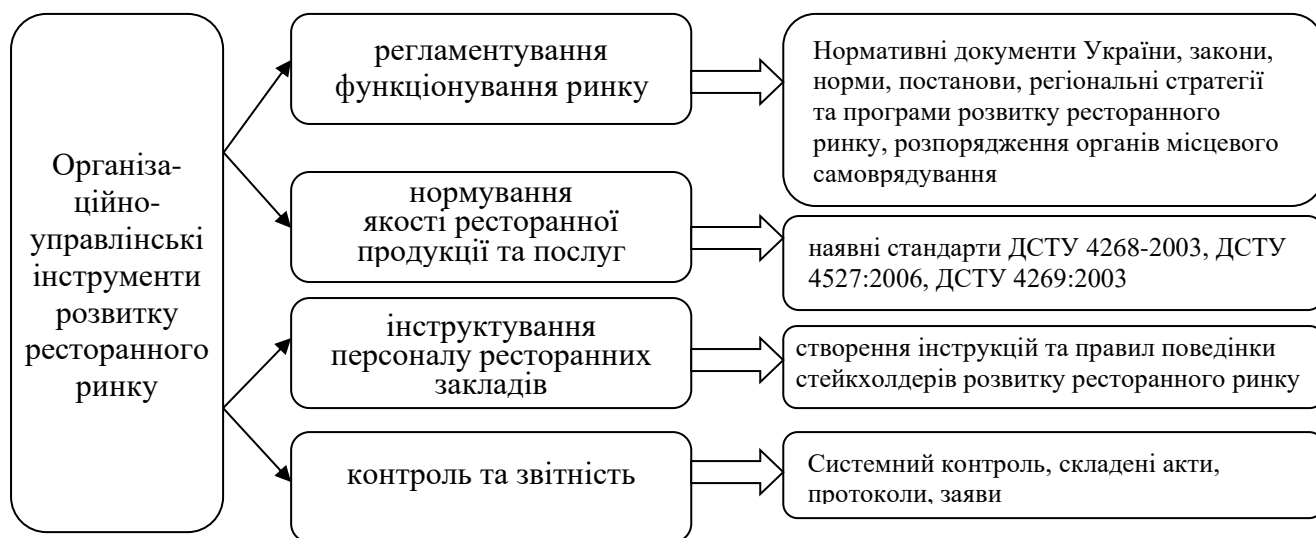 Організа-
ційно-
управлінські
інструменти
розвитку
ресторанного
ринку
регламентування
функціонування ринку
Нормативні документи України, закони,
норми, постанови, регіональні стратегії
та програми розвитку ресторанного
ринку, розпорядження органів місцевого
самоврядування
нормування
якості ресторанної
продукції та послуг
наявні стандарти ДСТУ 4268-2003, ДСТУ
4527:2006, ДСТУ 4269:2003
інструктування
персоналу ресторанних
закладів
створення інструкцій та правил поведінки
стейкхолдерів розвитку ресторанного ринку
контроль та звітність
Системний контроль, складені акти,
протоколи, заяви